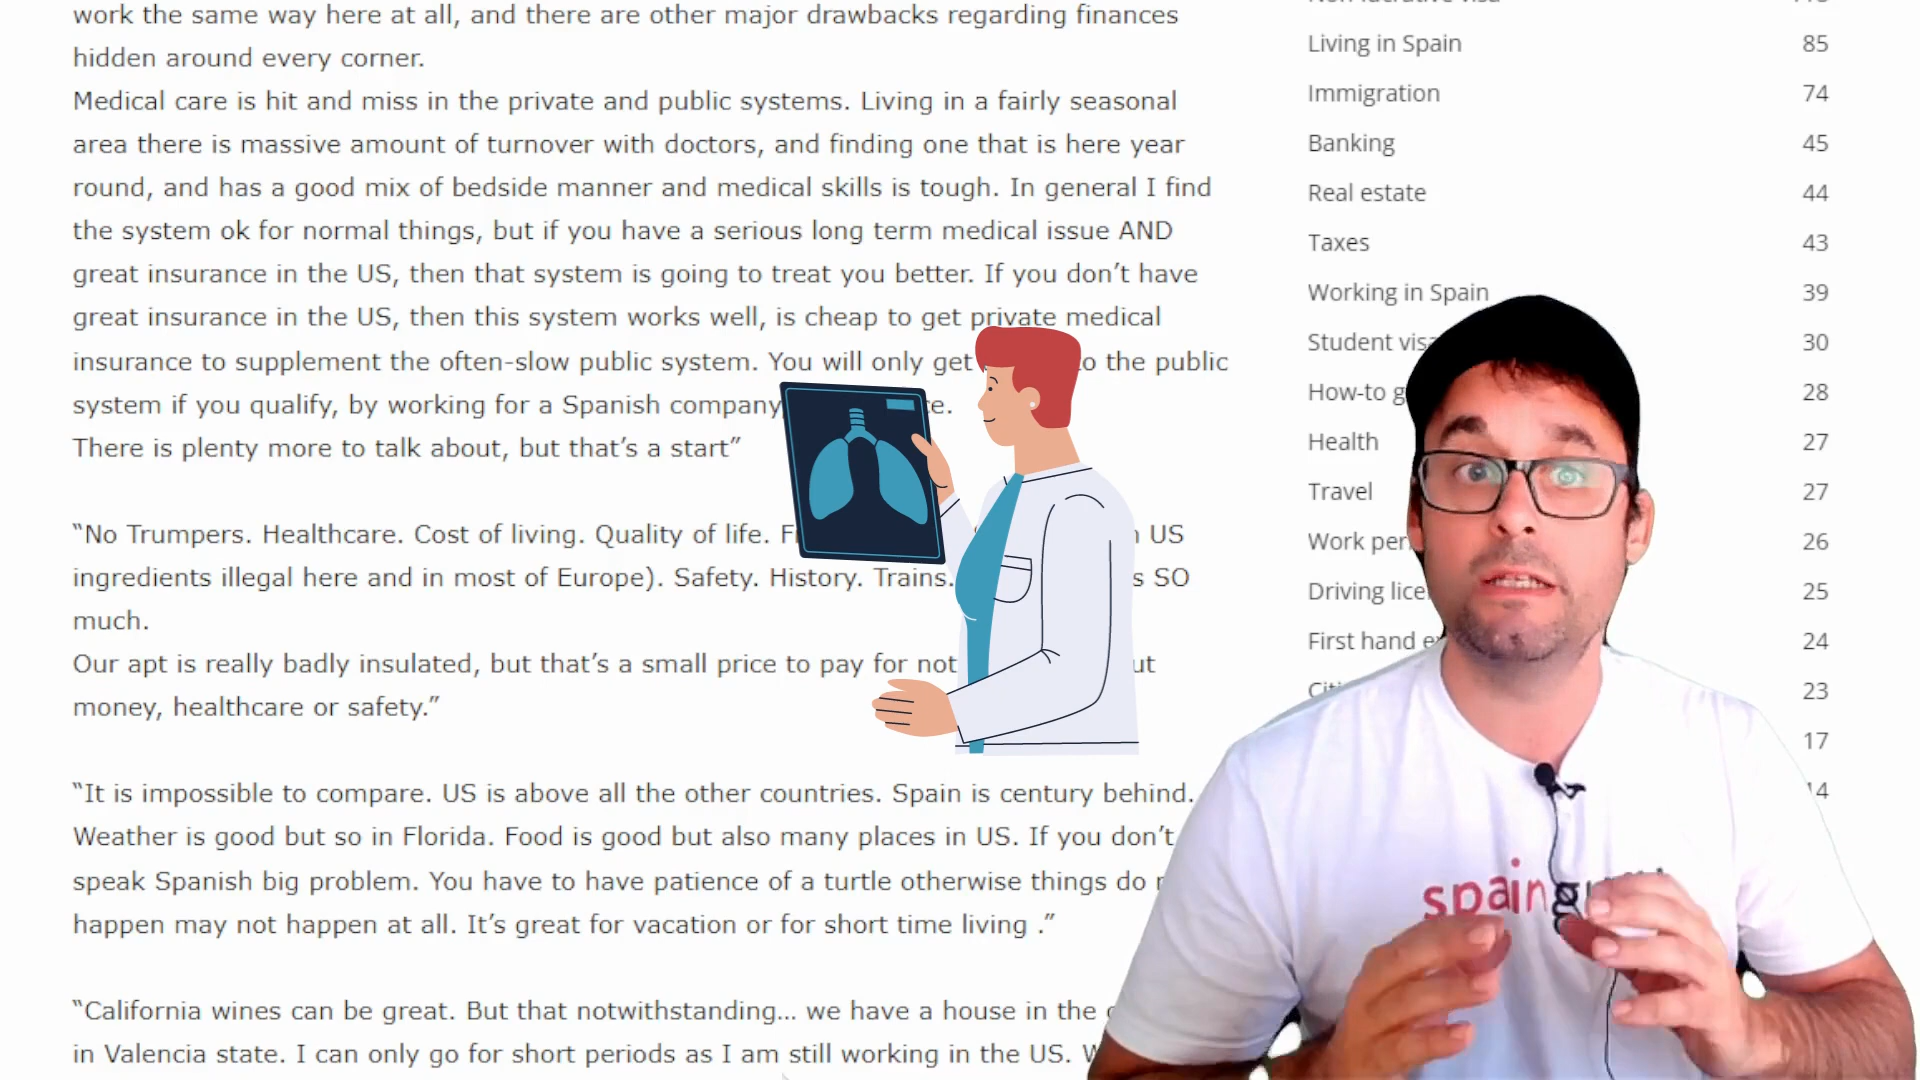 work the same way here at all, and there are other major drawbacks regarding finances
hidden around every corner.
Medical care is hit and miss in the private and public systems. Living in a fairly seasonal
area there is massive amount of turnover with doctors, and finding one that is here year
round, and has a good mix of bedside manner and medical skills is tough. In general I find
the system ok for normal things, but if you have a serious long term medical issue AND
great insurance in the US, then that system is going to treat you better. If you don’t have
great insurance in the US, then this system works well, is cheap to get private medical
insurance to supplement the often-slow public system. You will only get to the public
system if you qualify, by working for a Spanish company
There is plenty more to talk about, but that’s a start”
“No Trumpers. Healthcare. Cost of living. Quality of life. US
ingredients illegal here and in most of Europe). Safety. History. Trains. SO
much.
Our apt is really badly insulated, but that’s a small price to pay for not
money, healthcare or safety.”
“It is impossible to compare. US is above all the other countries. Spain is century behind.
Weather is good but so in Florida. Food is good but also many places in US. If you don’t
speak Spanish big problem. You have to have patience of a turtle otherwise things do
happen may not happen at all. It’s great for vacation or for short time living .”
“California wines can be great. But that notwithstanding... we have a house in the
in Valencia state. I can only go for short periods as I am still working in the US.
Living in Spain 85
Immigration 74
Banking 45
Real estate 44
Taxes 43
Working in Spain 39
Student visa 30
How-to 28
Health 27
Travel 27
Work 26
Driving 25
First hand 24
23
17
14
spain